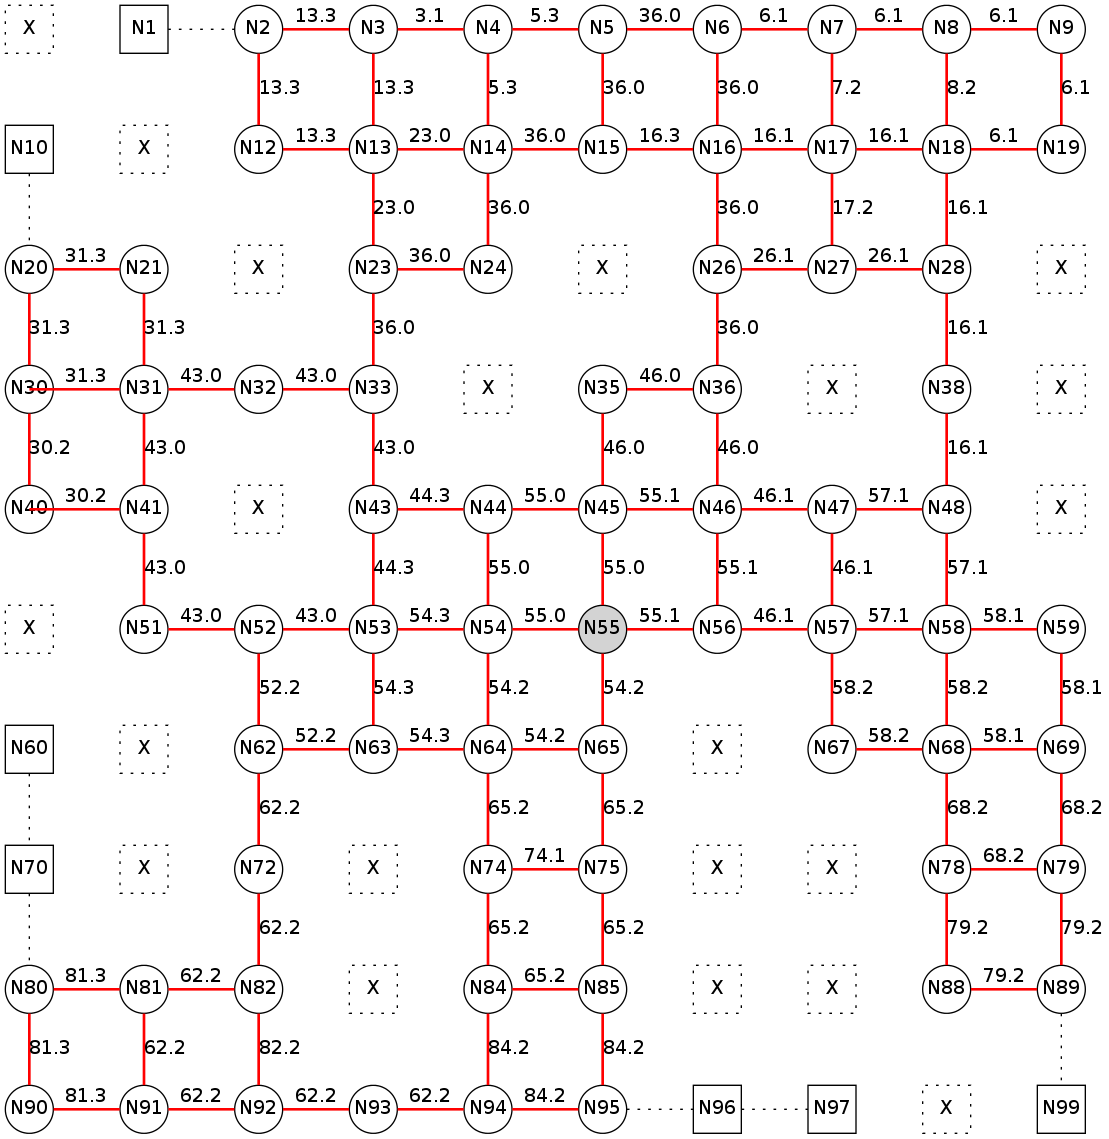 13.3 3.1 5.3 36.0 6.1 6.1 6.1
X N1 N2 N3 N4 N5 N6 N7 N8 N9
13.3 13.3 5.3 36.0 36.0 7.2 8.2 6.1
13.3 23.0 36.0 16.3 16.1 16.1 6.1
N10 X N12 N13 N14 N15 N16 N17 N18 N19
23.0 36.0 36.0 17.2 16.1
31.3 36.0 26.1 26.1
N20 N21 X N23 N24 X N26 N27 N28 X
31.3 31.3 36.0 36.0 16.1
31.3 43.0 43.0 46.0
N30 N31 N32 N33 X N35 N36 X N38 X
30.2 43.0 43.0 46.0 46.0 16.1
30.2 44.3 55.0 55.1 46.1 57.1
N40 N41 X N43 N44 N45 N46 N47 N48 X
43.0 44.3 55.0 55.0 55.1 46.1 57.1
43.0 43.0 54.3 55.0 55.1 46.1 57.1 58.1
X N51 N52 N53 N54 N55 N56 N57 N58 N59
52.2 54.3 54.2 54.2 58.2 58.2 58.1
52.2 54.3 54.2 58.2 58.1
N60 X N62 N63 N64 N65 X N67 N68 N69
62.2 65.2 65.2 68.2 68.2
74.1 68.2
N70 X N72 X N74 N75 X X N78 N79
62.2 65.2 65.2 79.2 79.2
81.3 62.2 65.2 79.2
N80 N81 N82 X N84 N85 X X N88 N89
81.3 62.2 82.2 84.2 84.2
81.3 62.2 62.2 62.2 84.2
N90 N91 N92 N93 N94 N95 N96 N97 X N99